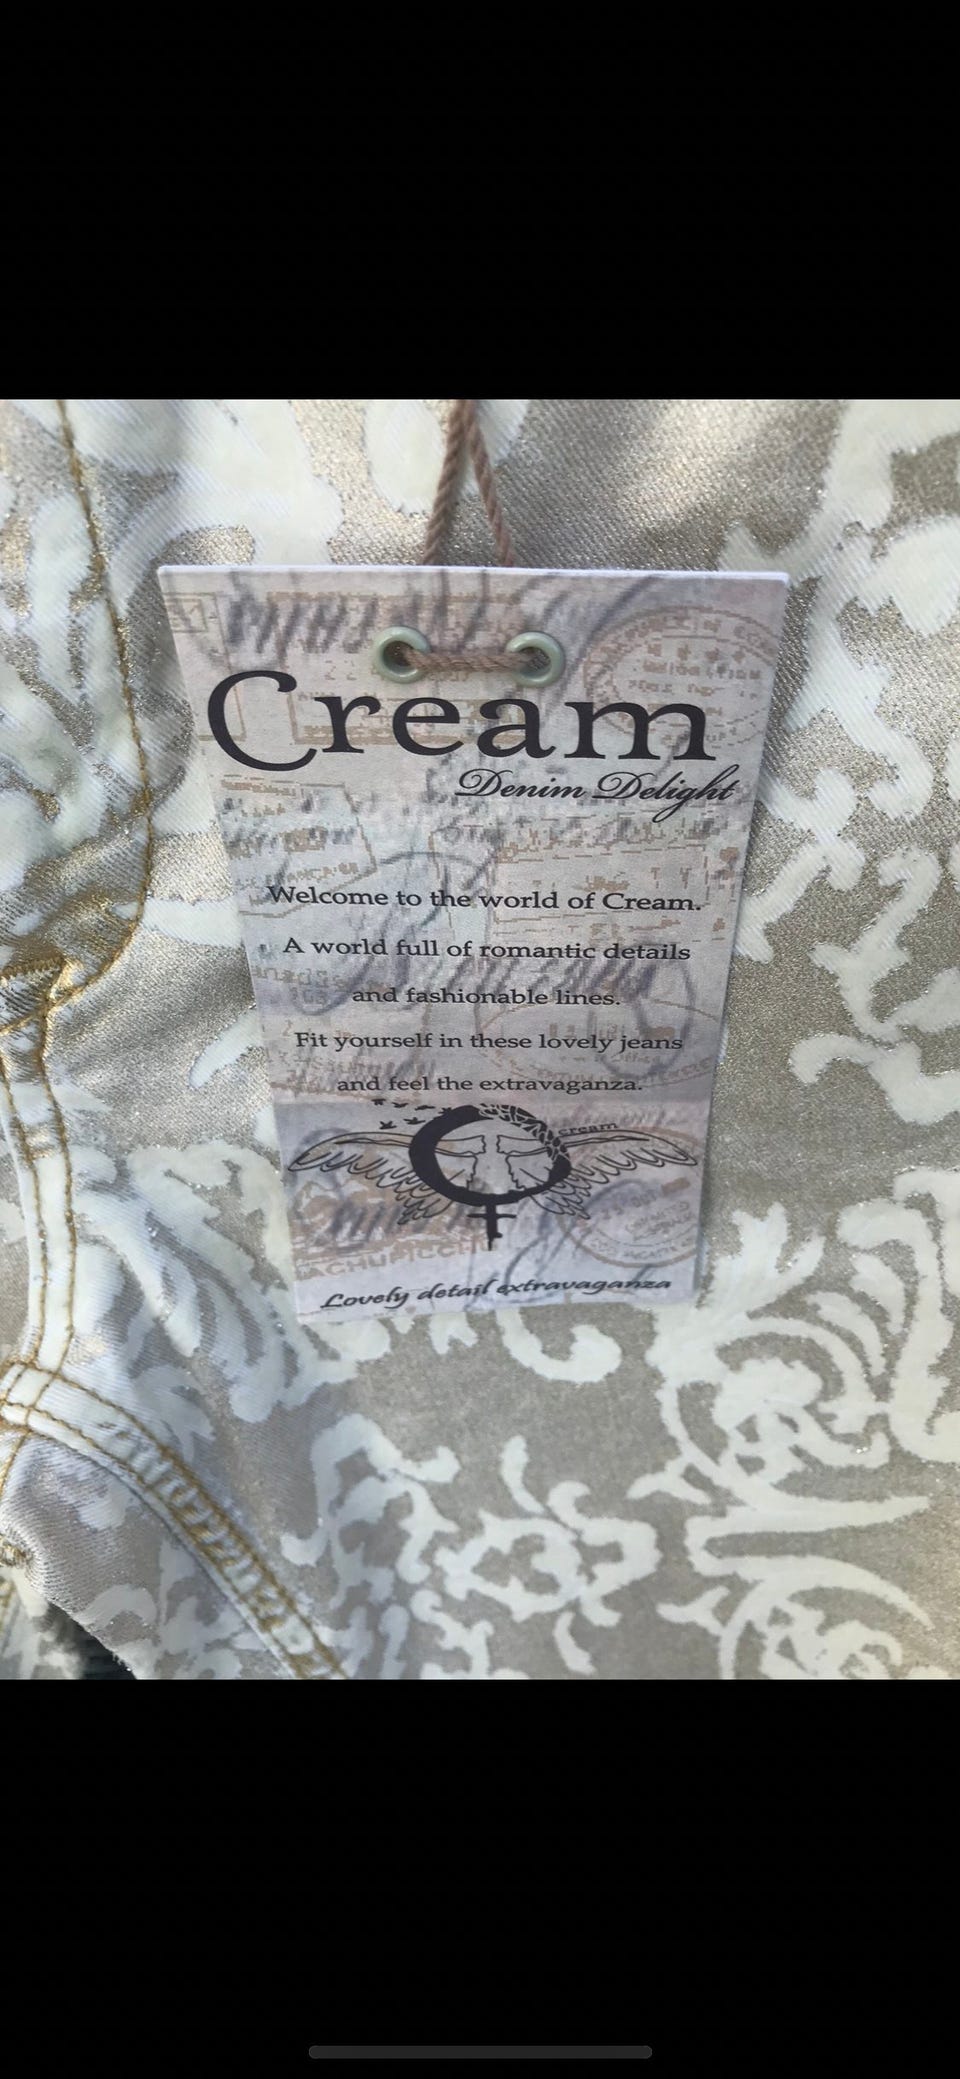 Cream
Denim Delight
Welcome to the world of Cream.
A world full of romantic details
and fashionable lines.
Fit yourself in these lovely jeans
and feel the extravaganza.
cream
MACHUPICCHU
Lovely detail extravaganza